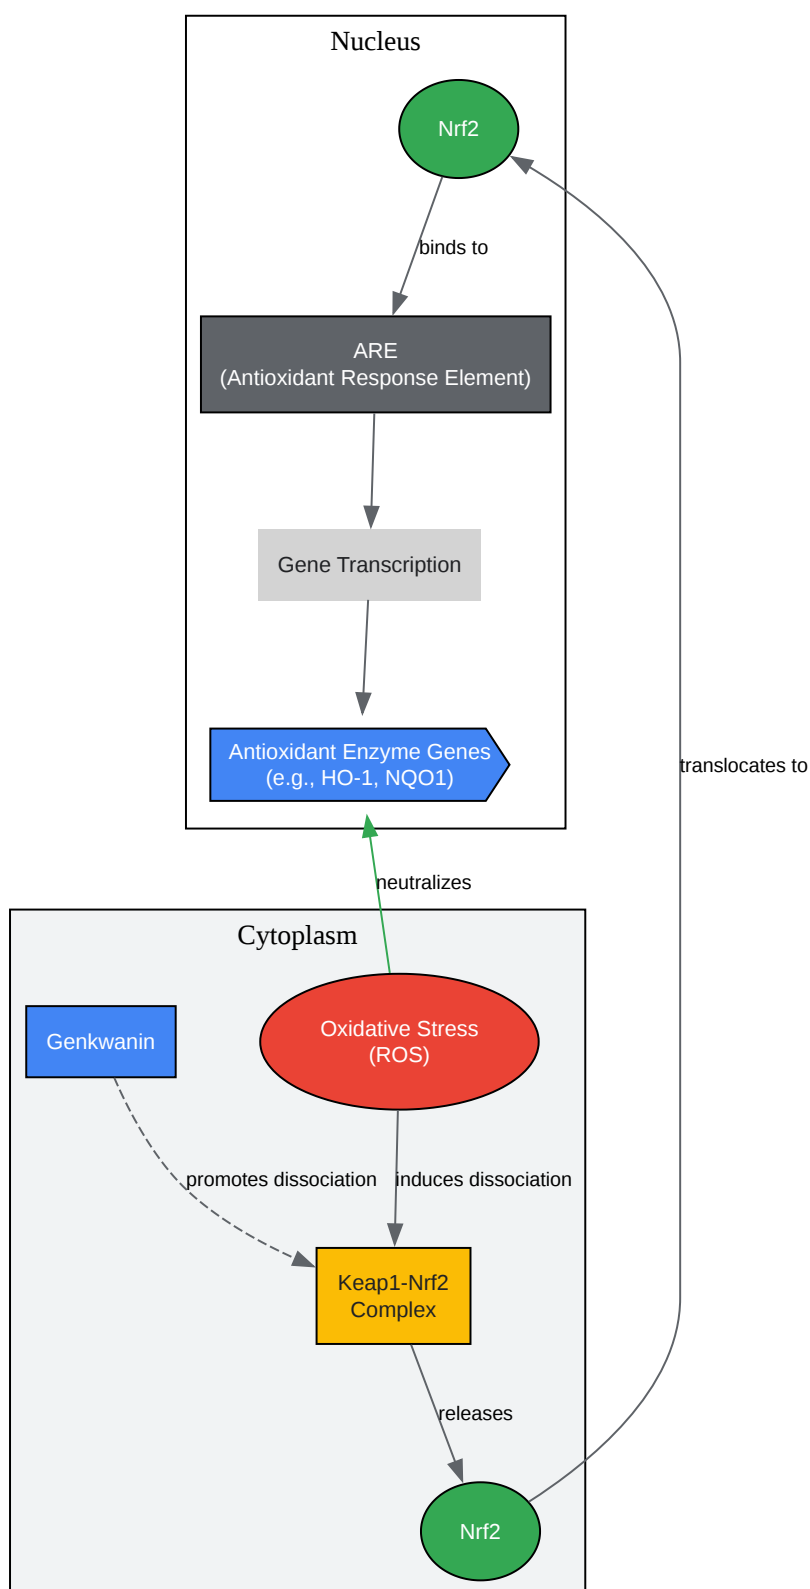 Nucleus
Nrf2
binds to
ARE
(Antioxidant Response Element)
Gene Transcription
Antioxidant Enzyme Genes
(e.g., HO-1, NQO1)
translocates to
neutralizes
Cytoplasm
Genkwanin
Oxidative Stress
(ROS)
promotes dissociation
induces dissociation
Keap1-Nrf2
Complex
releases
Nrf2